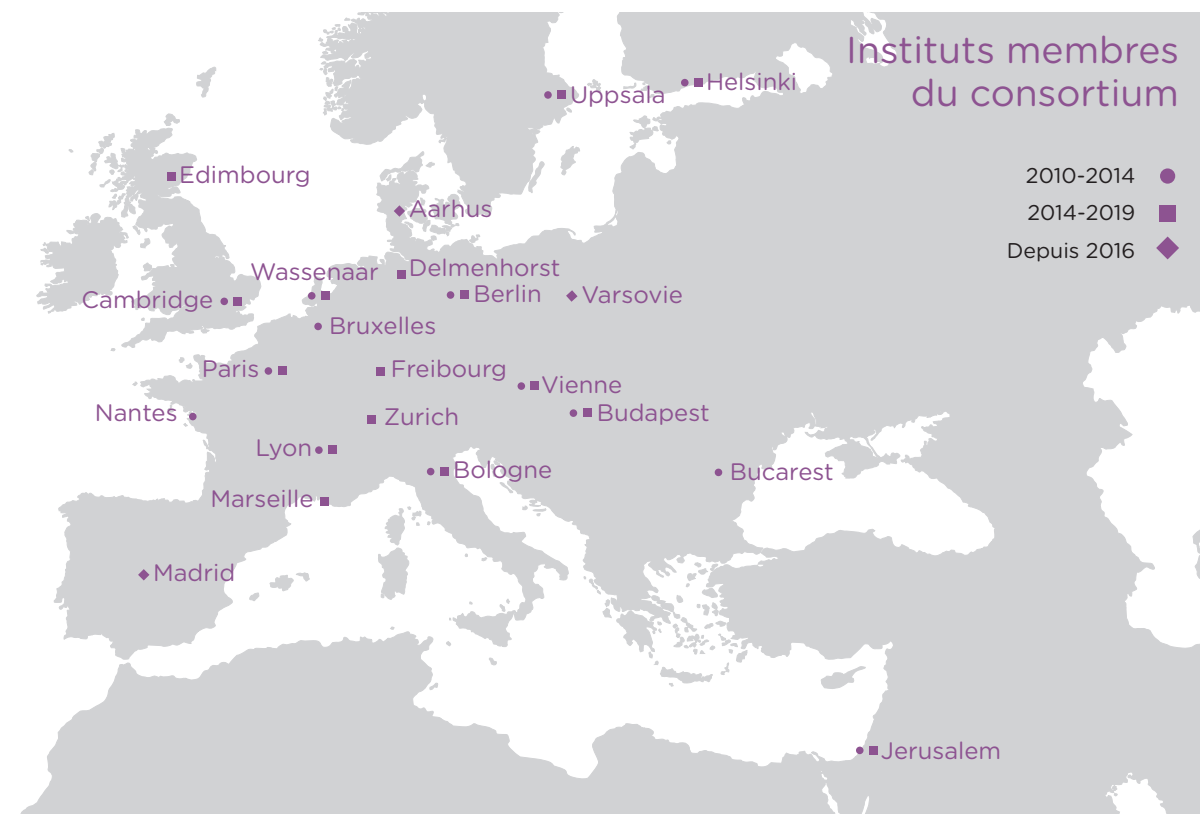 Instituts membres
du consortium
2010-2014
2014-2019
Depuis 2016
Helsinki
Uppsala
Edimbourg
Aarhus
Delmenhorst
Wassenaar
Berlin
Varsovie
Cambridge
Bruxelles
Paris
Freibourg
Vienne
Nantes
Zurich
Budapest
Lyon
Bologne
Bucarest
Marseille
Madrid
Jerusalem